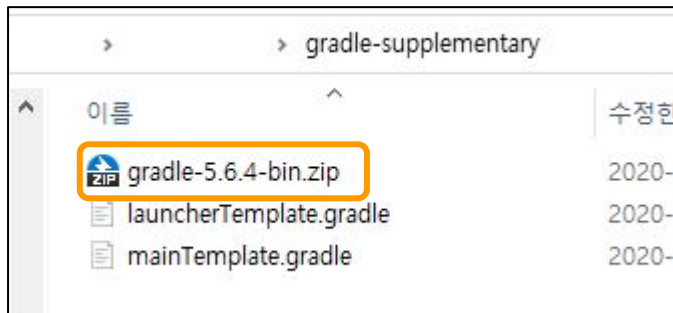 > > gradle-supplementary
이름 수정한
ZIP gradle-5.6.4-bin.zip 2020-
launcherTemplate.gradle 2020-
mainTemplate.gradle 2020-